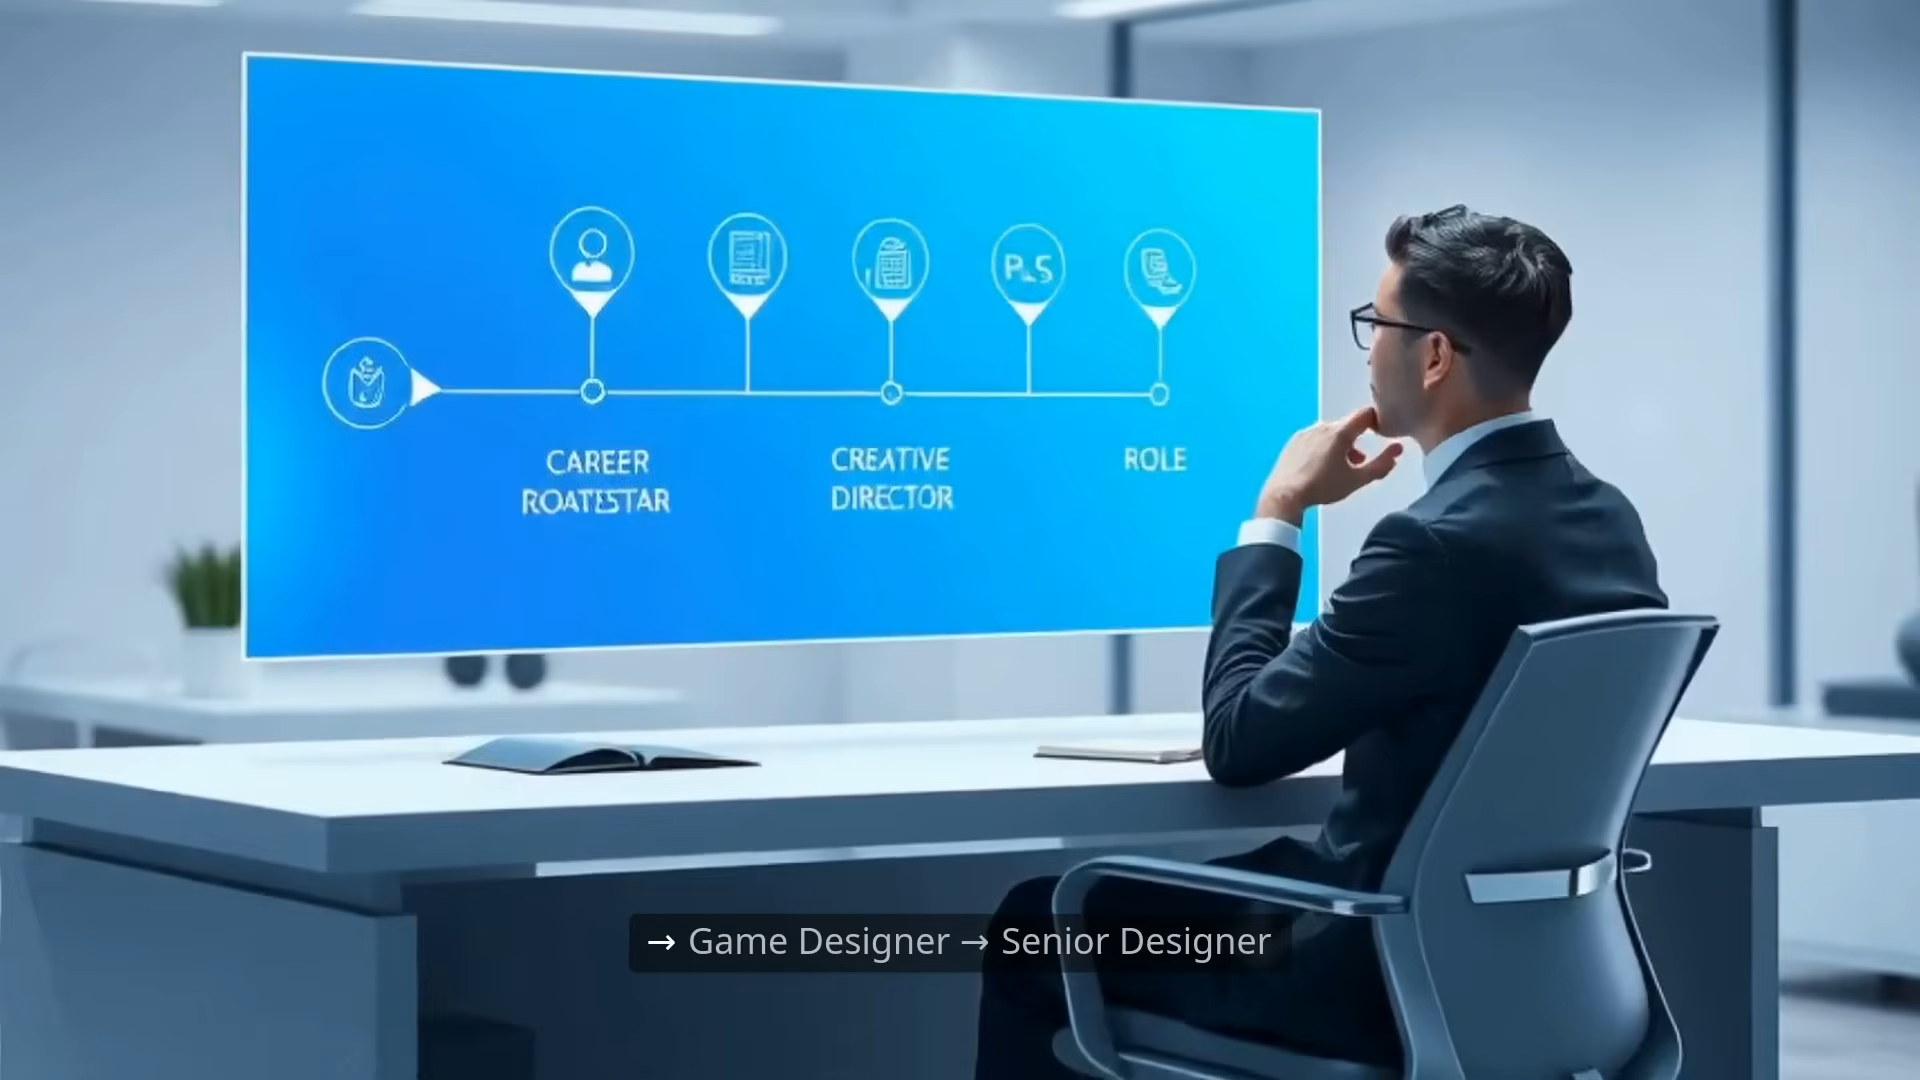 P&S
CAREER
ROATESTAR
CREATIVE
DIRECTOR
ROLE
→ Game Designer → Senior Designer